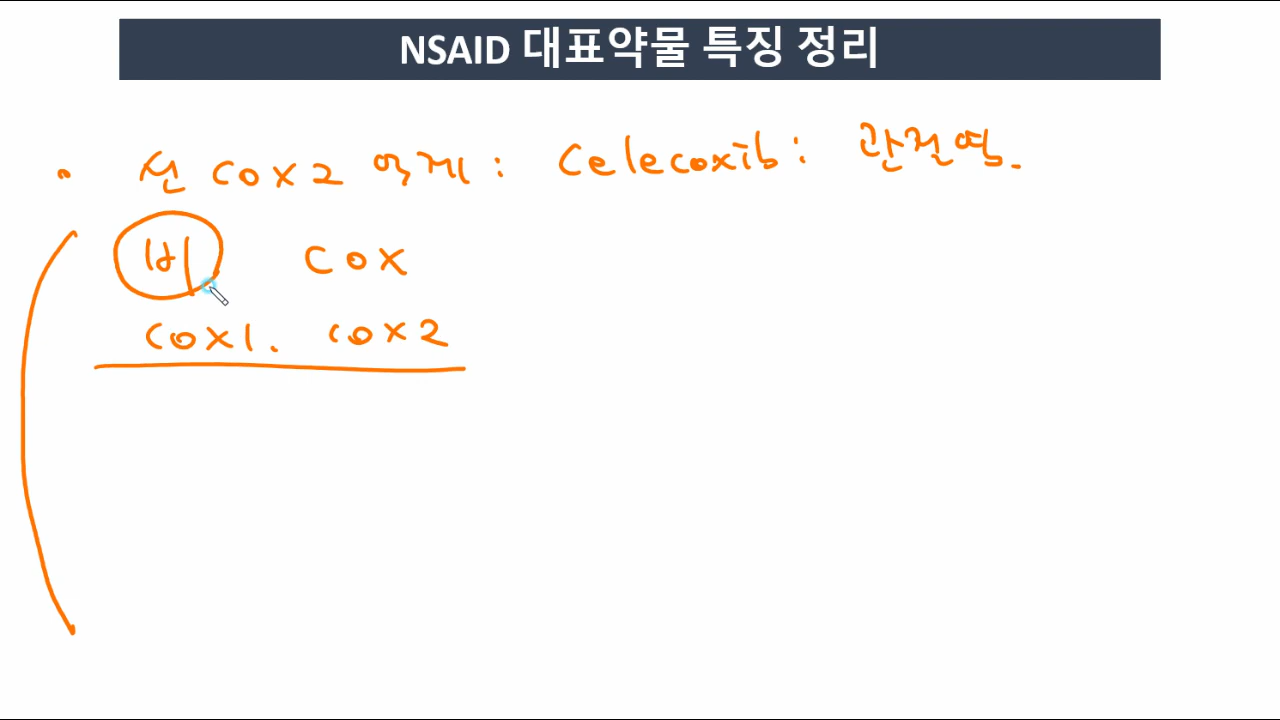 NSAID 대표약물 특징 정리
• 선 COX2 억제 : Celecoxib : 관절염.
비 COX
COX1. COX2